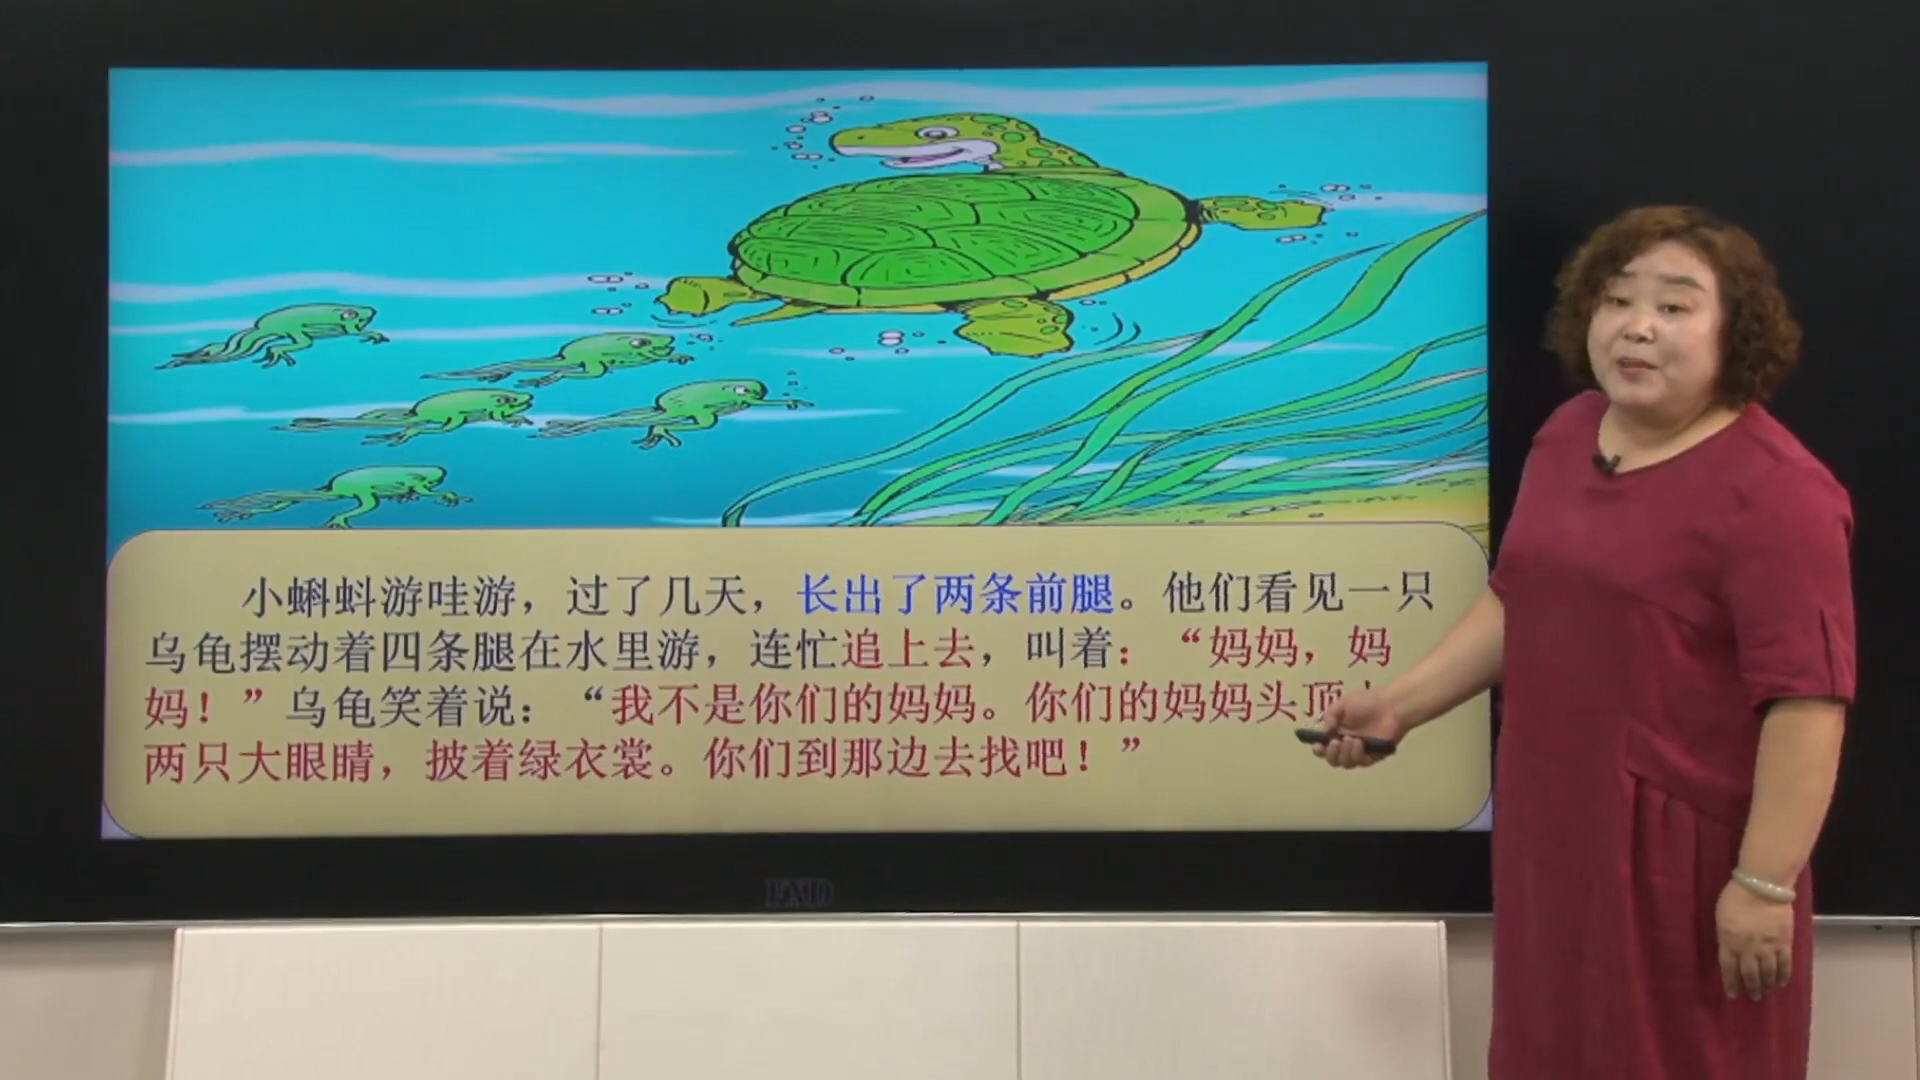 小蝌蚪游哇游，过了几天，长出了两条前腿。他们看见一只
乌龟摆动着四条腿在水里游，连忙追上去，叫着：“妈妈，妈
妈！”乌龟笑着说：“我不是你们的妈妈。你们的妈妈头顶
两只大眼睛，披着绿衣裳。你们到那边去找吧！”